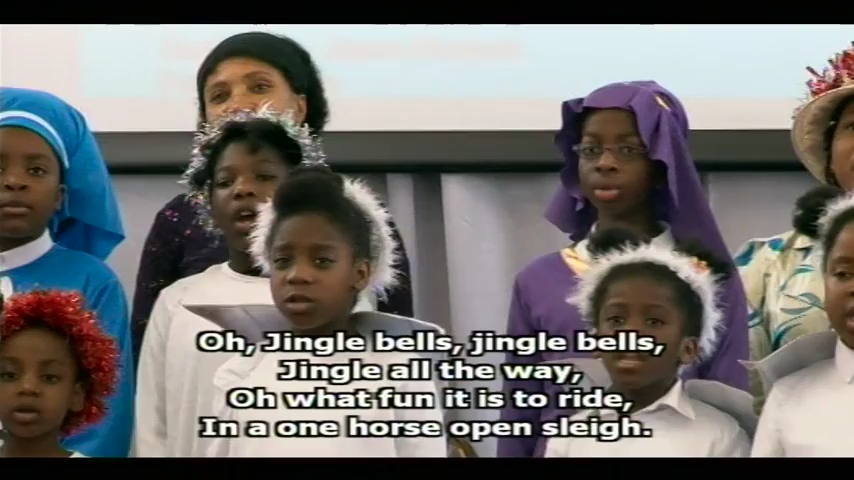 Oh, Jingle bells, jingle bells,
Jingle all the way,
Oh what fun it is to ride,
In a one horse open sleigh.